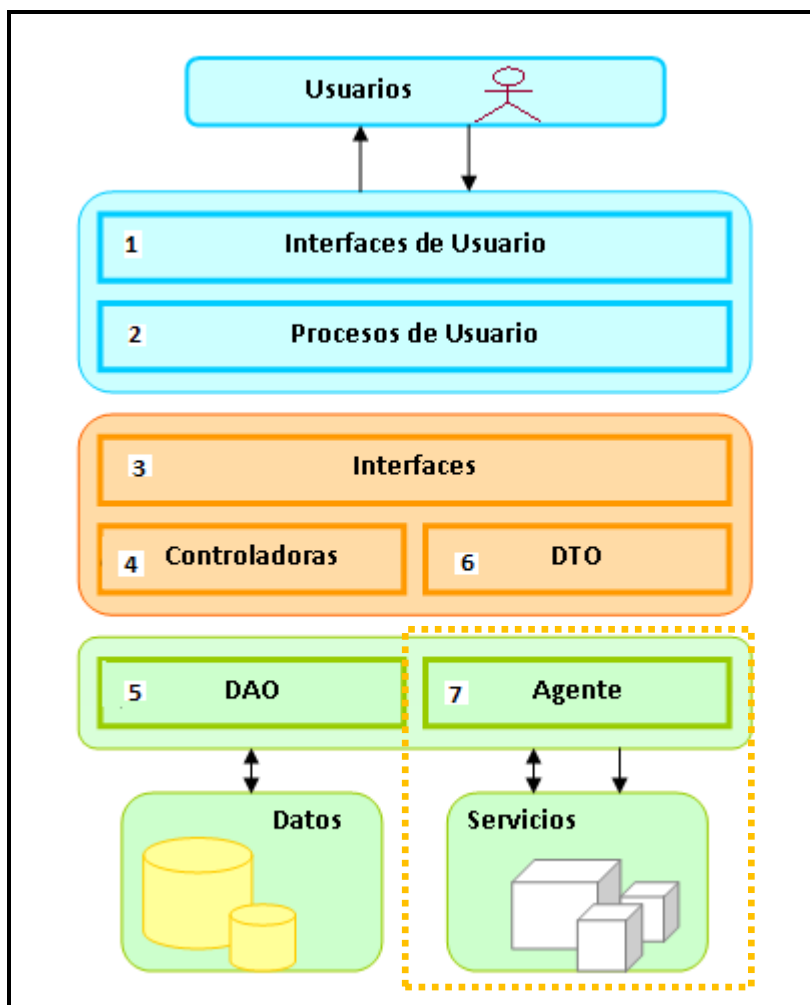 Usuarios
1 Interfaces de Usuario
2 Procesos de Usuario
3 Interfaces
4 Controladoras
6 DTO
5 DAO
7 Agente
Datos
Servicios